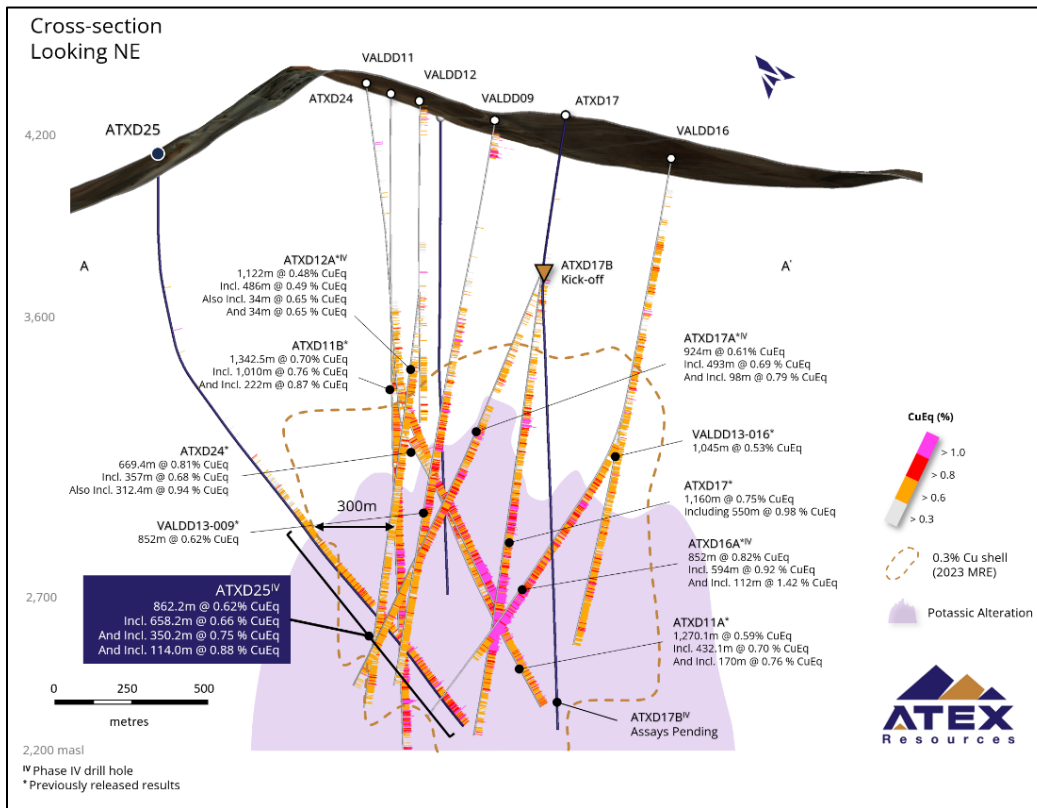 Cross-section
Looking NE
N
VALDD11
VALDD12
ATXD24
VALDD09
ATXD17
VALDD16
ATXD25
4,200
A
A'
ATXD17B
Kick-off
3,600
ATXD12A*IV
1,122m @ 0.48% CuEq
Incl. 486m @ 0.49 % CuEq
Also Incl. 34m @ 0.65 % CuEq
And 34m @ 0.65 % CuEq
ATXD11B*
1,342.5m @ 0.70% CuEq
Incl. 1,010m @ 0.76 % CuEq
And Incl. 222m @ 0.87 % CuEq
ATXD24*
669.4m @ 0.81% CuEq
Incl. 357m @ 0.68 % CuEq
Also Incl. 312.4m @ 0.94 % CuEq
VALDD13-009*
852m @ 0.62% CuEq
300m
ATXD17A*IV
924m @ 0.61% CuEq
Incl. 493m @ 0.69 % CuEq
And Incl. 98m @ 0.79 % CuEq
VALDD13-016*
1,045m @ 0.53% CuEq
ATXD17*
1,160m @ 0.75% CuEq
Including 550m @ 0.98 % CuEq
ATXD16A*IV
852m @ 0.82% CuEq
Incl. 594m @ 0.92 % CuEq
And Incl. 112m @ 1.42 % CuEq
ATXD11A*
1,270.1m @ 0.59% CuEq
Incl. 432.1m @ 0.70 % CuEq
And Incl. 170m @ 0.76 % CuEq
ATXD17BIV
Assays Pending
CuEq (%)
> 1.0
> 0.8
> 0.6
> 0.3
0.3% Cu shell
(2023 MRE)
Potassic Alteration
2,700
ATXD25IV
862.2m @ 0.62% CuEq
Incl. 658.2m @ 0.66 % CuEq
And Incl. 350.2m @ 0.75 % CuEq
And Incl. 114.0m @ 0.88 % CuEq
0 250 500
metres
2,200 masl
IV Phase IV drill hole
* Previously released results
ATEX
Resources